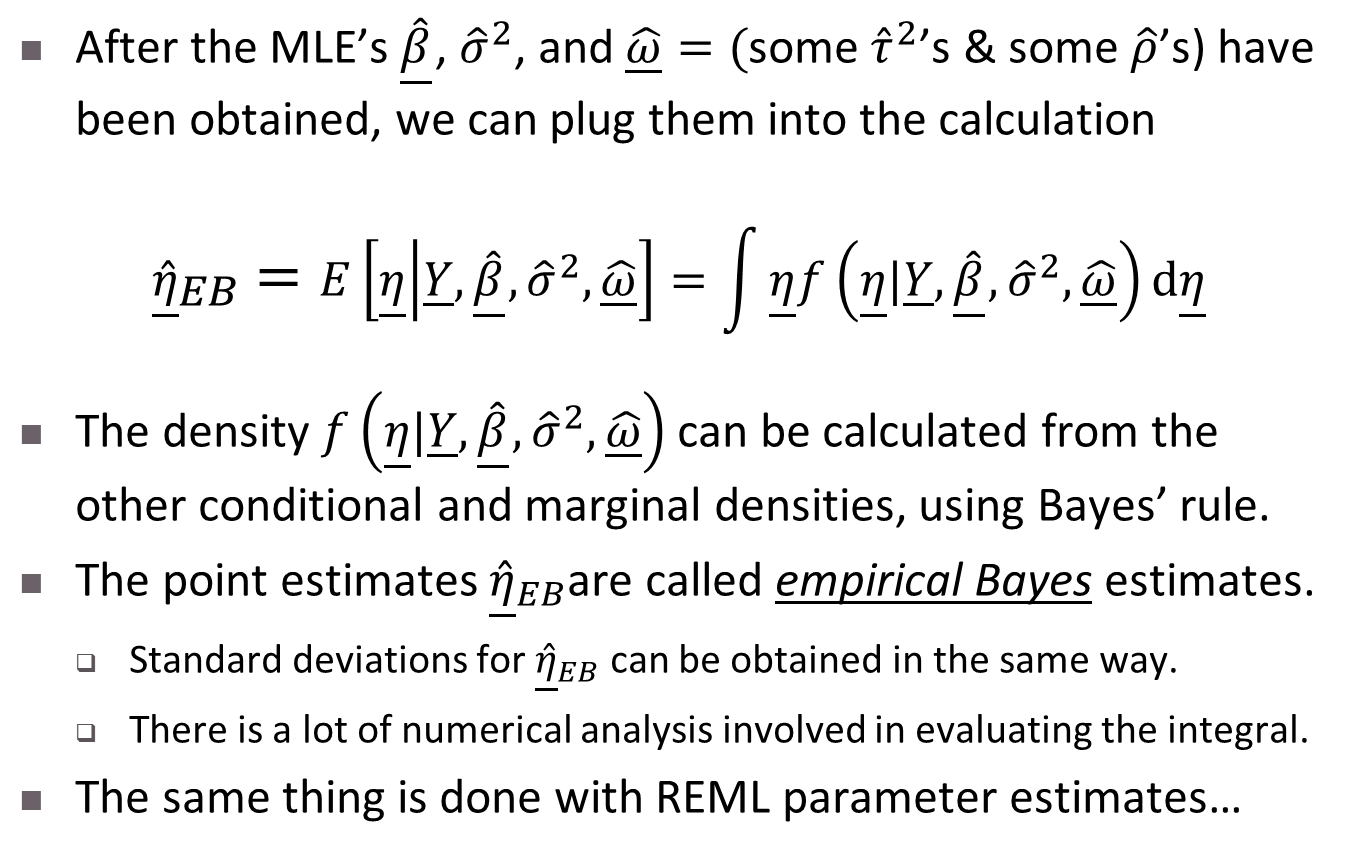 ■ After the MLE’s β̲̂, σ̂², and ω̲̂ = (some τ̂²’s & some ρ̂’s) have
been obtained, we can plug them into the calculation
η̲̂_EB = E[η̲|Y̲, β̲̂, σ̂², ω̲̂] = ∫ η̲f(η̲|Y̲, β̲̂, σ̂², ω̲̂) dη̲
■ The density f(η̲|Y̲, β̲̂, σ̂², ω̲̂) can be calculated from the
other conditional and marginal densities, using Bayes’ rule.
■ The point estimates η̲̂_EB are called empirical Bayes estimates.
❑ Standard deviations for η̲̂_EB can be obtained in the same way.
❑ There is a lot of numerical analysis involved in evaluating the integral.
■ The same thing is done with REML parameter estimates…